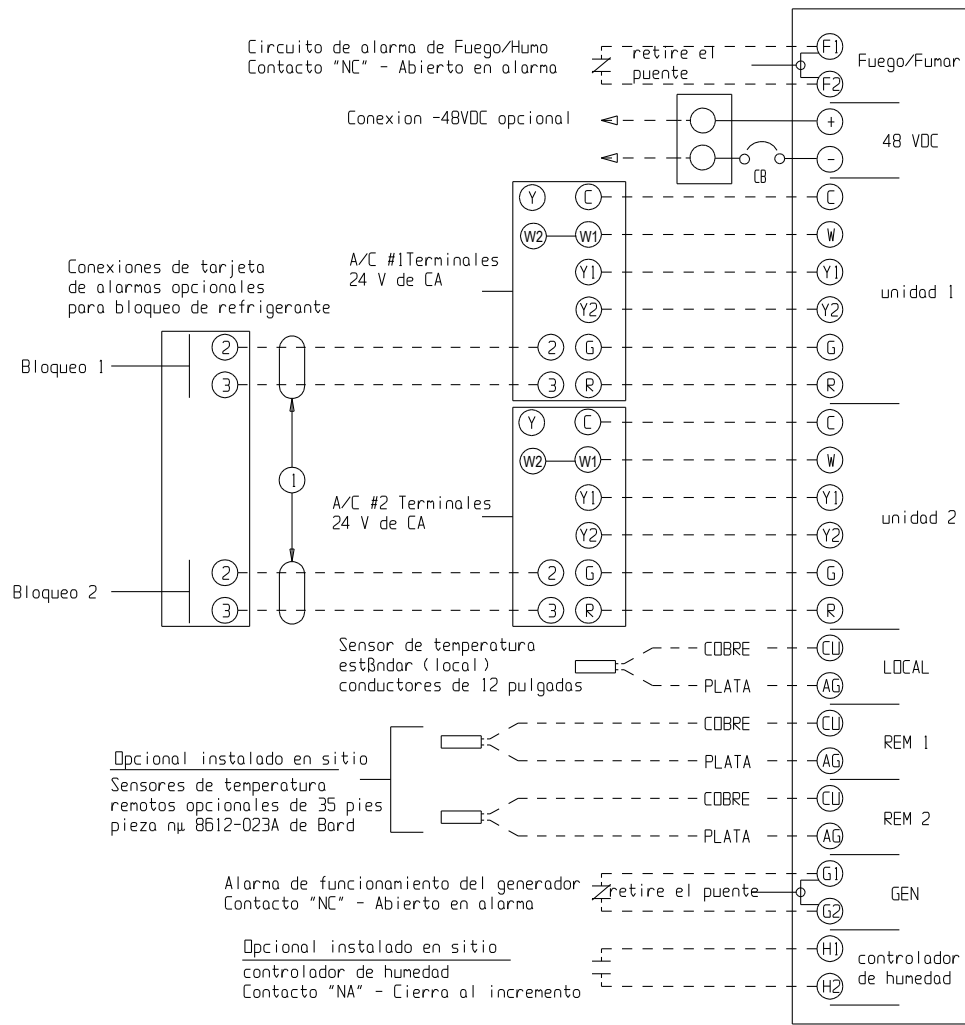 Circuito de alarma de Fuego/Humo
Contacto "NC" - Abierto en alarma
retire el
puente
F1
F2
Fuego/Fumar
Conexion -48VDC opcional
+
-
CB
48 VDC
Conexiones de tarjeta
de alarmas opcionales
para bloqueo de refrigerante
A/C #1Terminales
24 V de CA
Y C
W2 W1
Y1
Y2
2 G
3 R
C
W
Y1
Y2
G
R
unidad 1
Bloqueo 1
2
3
1
A/C #2 Terminales
24 V de CA
Y C
W2 W1
Y1
Y2
2 G
3 R
C
W
Y1
Y2
G
R
unidad 2
Bloqueo 2
2
3
Sensor de temperatura
estßndar (local)
conductores de 12 pulgadas
COBRE CU
PLATA AG
LOCAL
Opcional instalado en sitio
Sensores de temperatura
remotos opcionales de 35 pies
pieza nµ 8612-023A de Bard
COBRE CU
PLATA AG
REM 1
COBRE CU
PLATA AG
REM 2
Alarma de funcionamiento del generador
Contacto "NC" - Abierto en alarma
retire el puente
G1
G2
GEN
Opcional instalado en sitio
controlador de humedad
Contacto "NA" - Cierra al incremento
H1
H2
controlador
de humedad